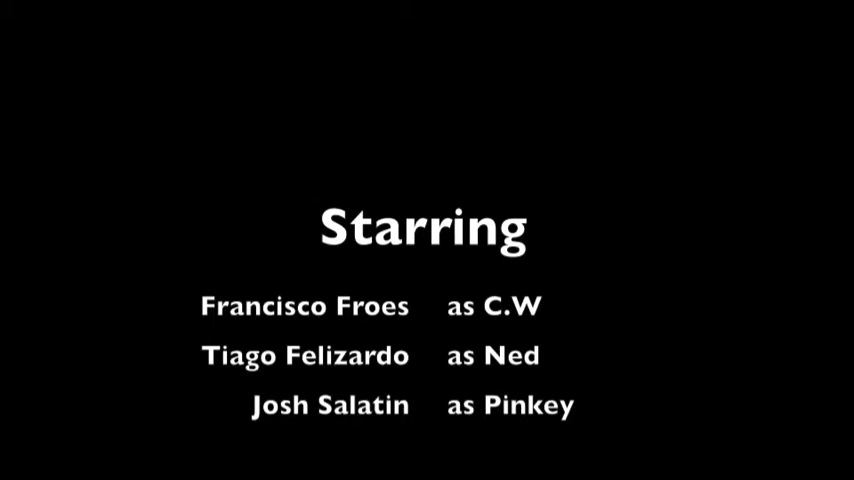 Starring
Francisco Froes as C.W
Tiago Felizardo as Ned
Josh Salatin as Pinkey